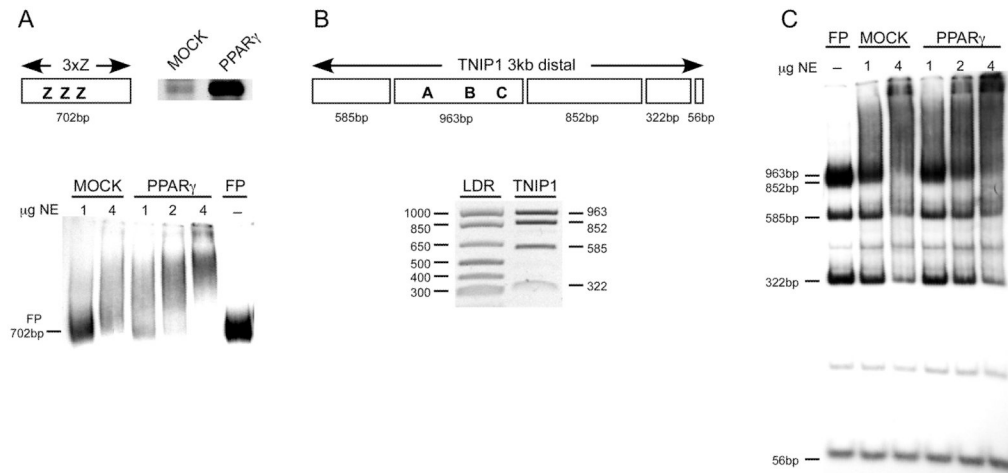 A
3xZ
MOCK
PPARγ
Z Z Z
702bp
MOCK PPARγ FP
μg NE 1 4 1 2 4 –
FP
702bp
B
TNIP1 3kb distal
A B C
585bp 963bp 852bp 322bp 56bp
LDR TNIP1
1000 963
850 852
650 585
500
400 322
300
C
FP MOCK PPARγ
– 1 4 1 2 4 μg NE
963bp
852bp
585bp
322bp
56bp